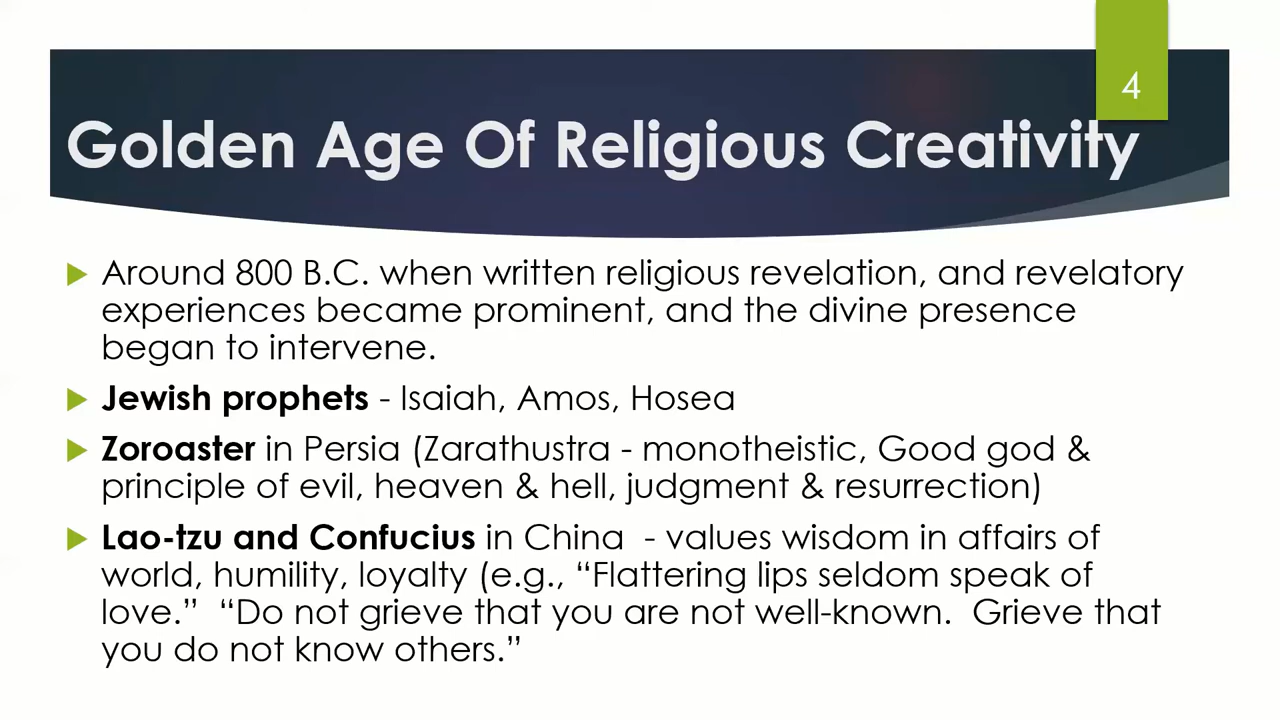 4
Golden Age Of Religious Creativity
Around 800 B.C. when written religious revelation, and revelatory
experiences became prominent, and the divine presence
began to intervene.
Jewish prophets - Isaiah, Amos, Hosea
Zoroaster in Persia (Zarathustra - monotheistic, Good god &
principle of evil, heaven & hell, judgment & resurrection)
Lao-tzu and Confucius in China - values wisdom in affairs of
world, humility, loyalty (e.g., “Flattering lips seldom speak of
love.” “Do not grieve that you are not well-known. Grieve that
you do not know others.”